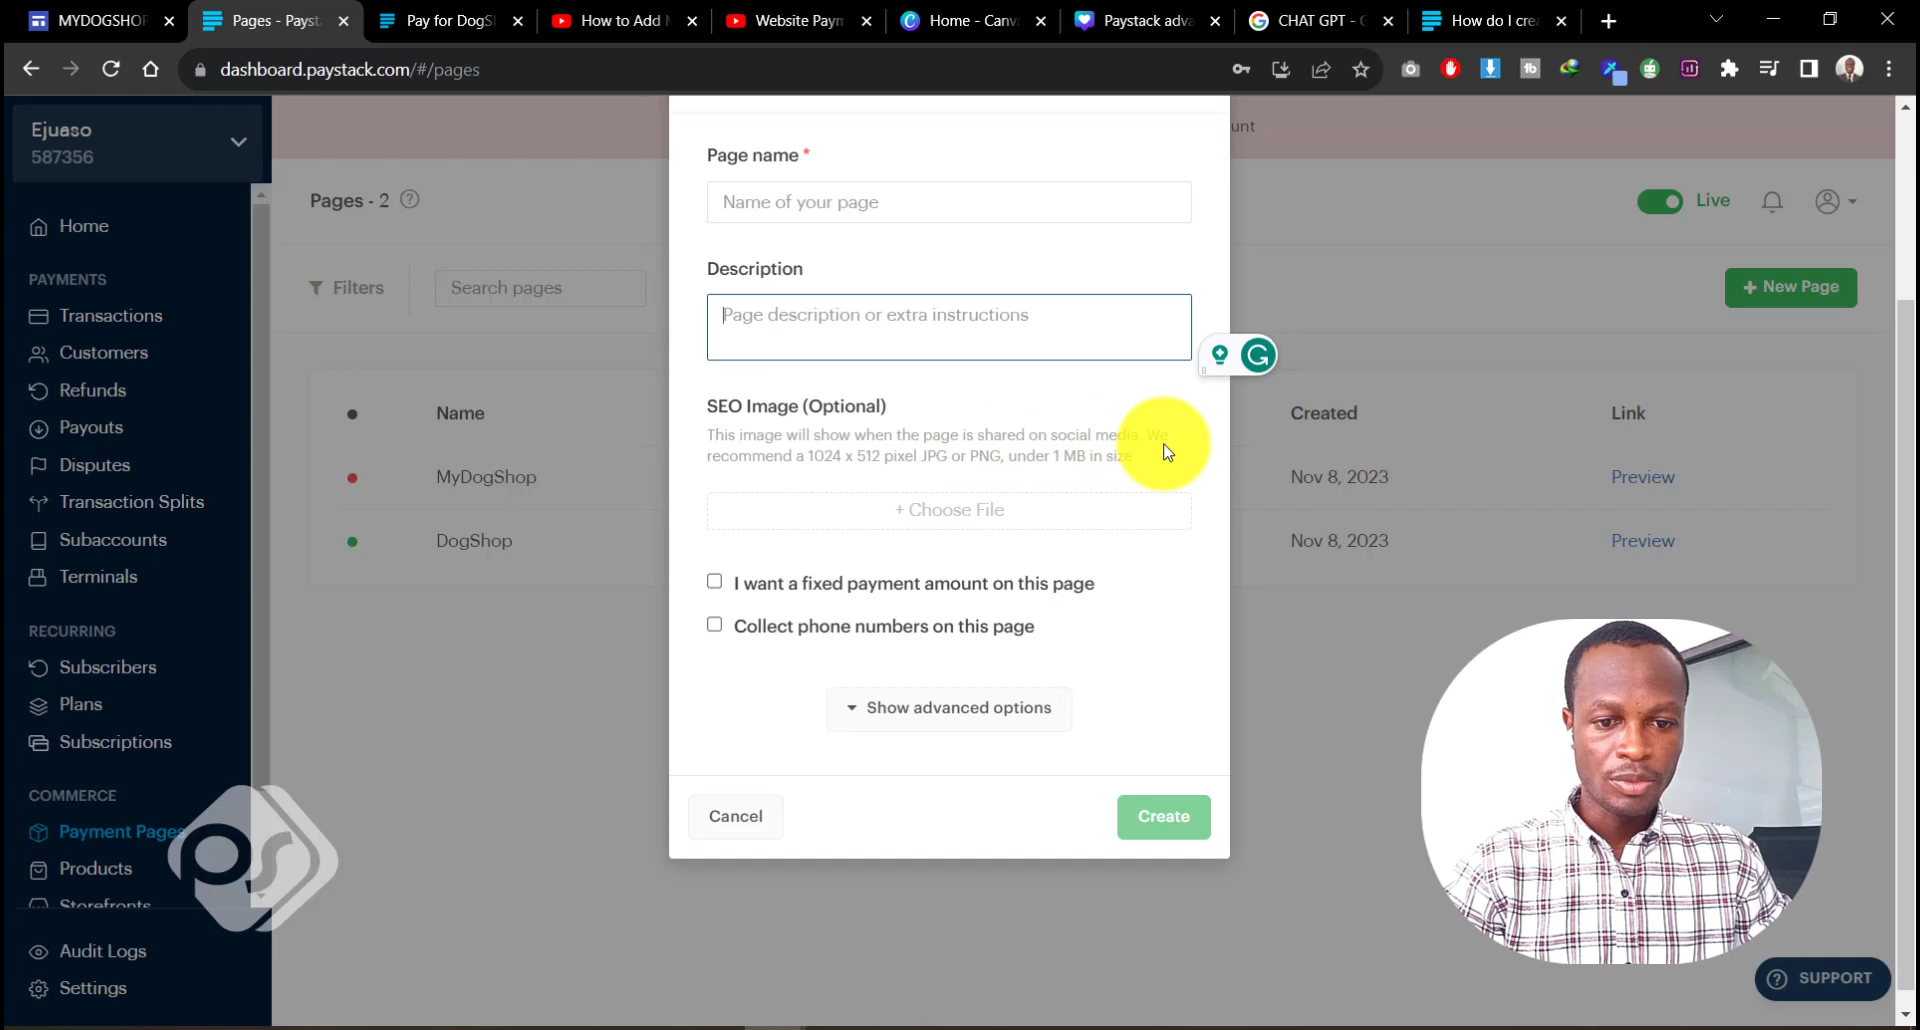 MYDOGSHOP
Pages - Payst
Pay for DogSh
How to Add
Website Paym
Home - Canv
Paystack adva
CHAT GPT - G
How do I crea
dashboard.paystack.com/#/pages
Ejuaso
587356
Home
PAYMENTS
Transactions
Customers
Refunds
Payouts
Disputes
Transaction Splits
Subaccounts
Terminals
RECURRING
Subscribers
Plans
Subscriptions
COMMERCE
Payment Pages
Products
Storefronts
Audit Logs
Settings
Pages - 2
Filters
Search pages
Name
MyDogShop
DogShop
Page name *
Name of your page
Description
Page description or extra instructions
SEO Image (Optional)
This image will show when the page is shared on social media. We
recommend a 1024 x 512 pixel JPG or PNG, under 1 MB in size
+ Choose File
I want a fixed payment amount on this page
Collect phone numbers on this page
Show advanced options
Cancel
Create
unt
Live
+ New Page
Created
Link
Nov 8, 2023
Preview
Nov 8, 2023
Preview
SUPPORT
ps